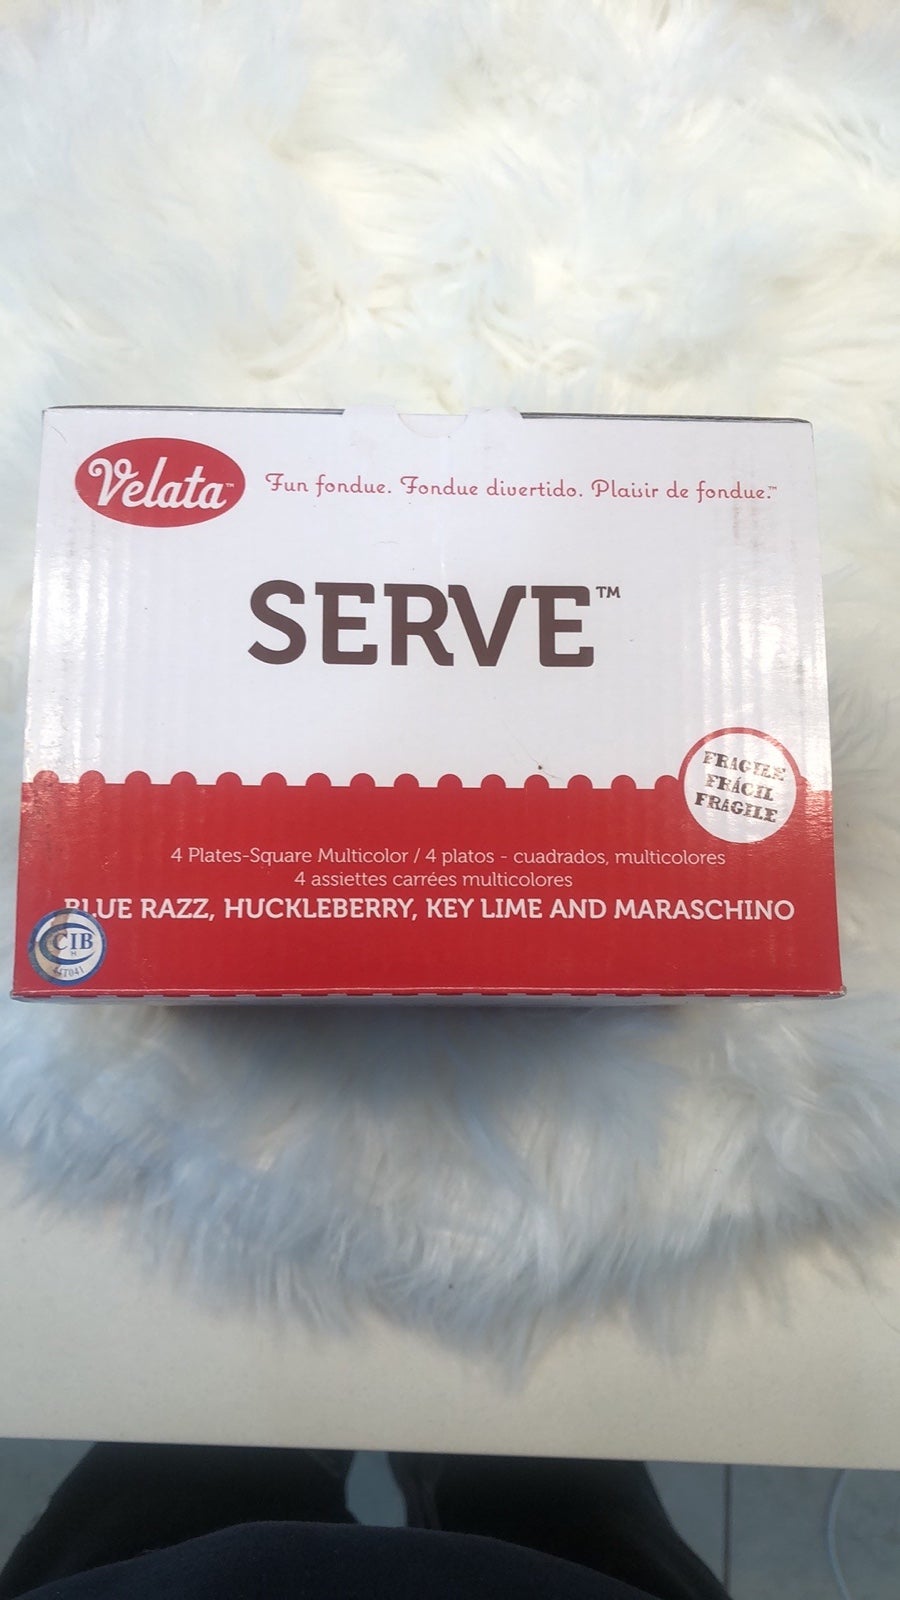 Velata™
Fun fondue. Fondue divertido. Plaisir de fondue.™
SERVE™
FRAGILE
FRÁGIL
FRAGILE
4 Plates-Square Multicolor / 4 platos - cuadrados, multicolores
4 assiettes carrées multicolores
BLUE RAZZ, HUCKLEBERRY, KEY LIME AND MARASCHINO
CIB